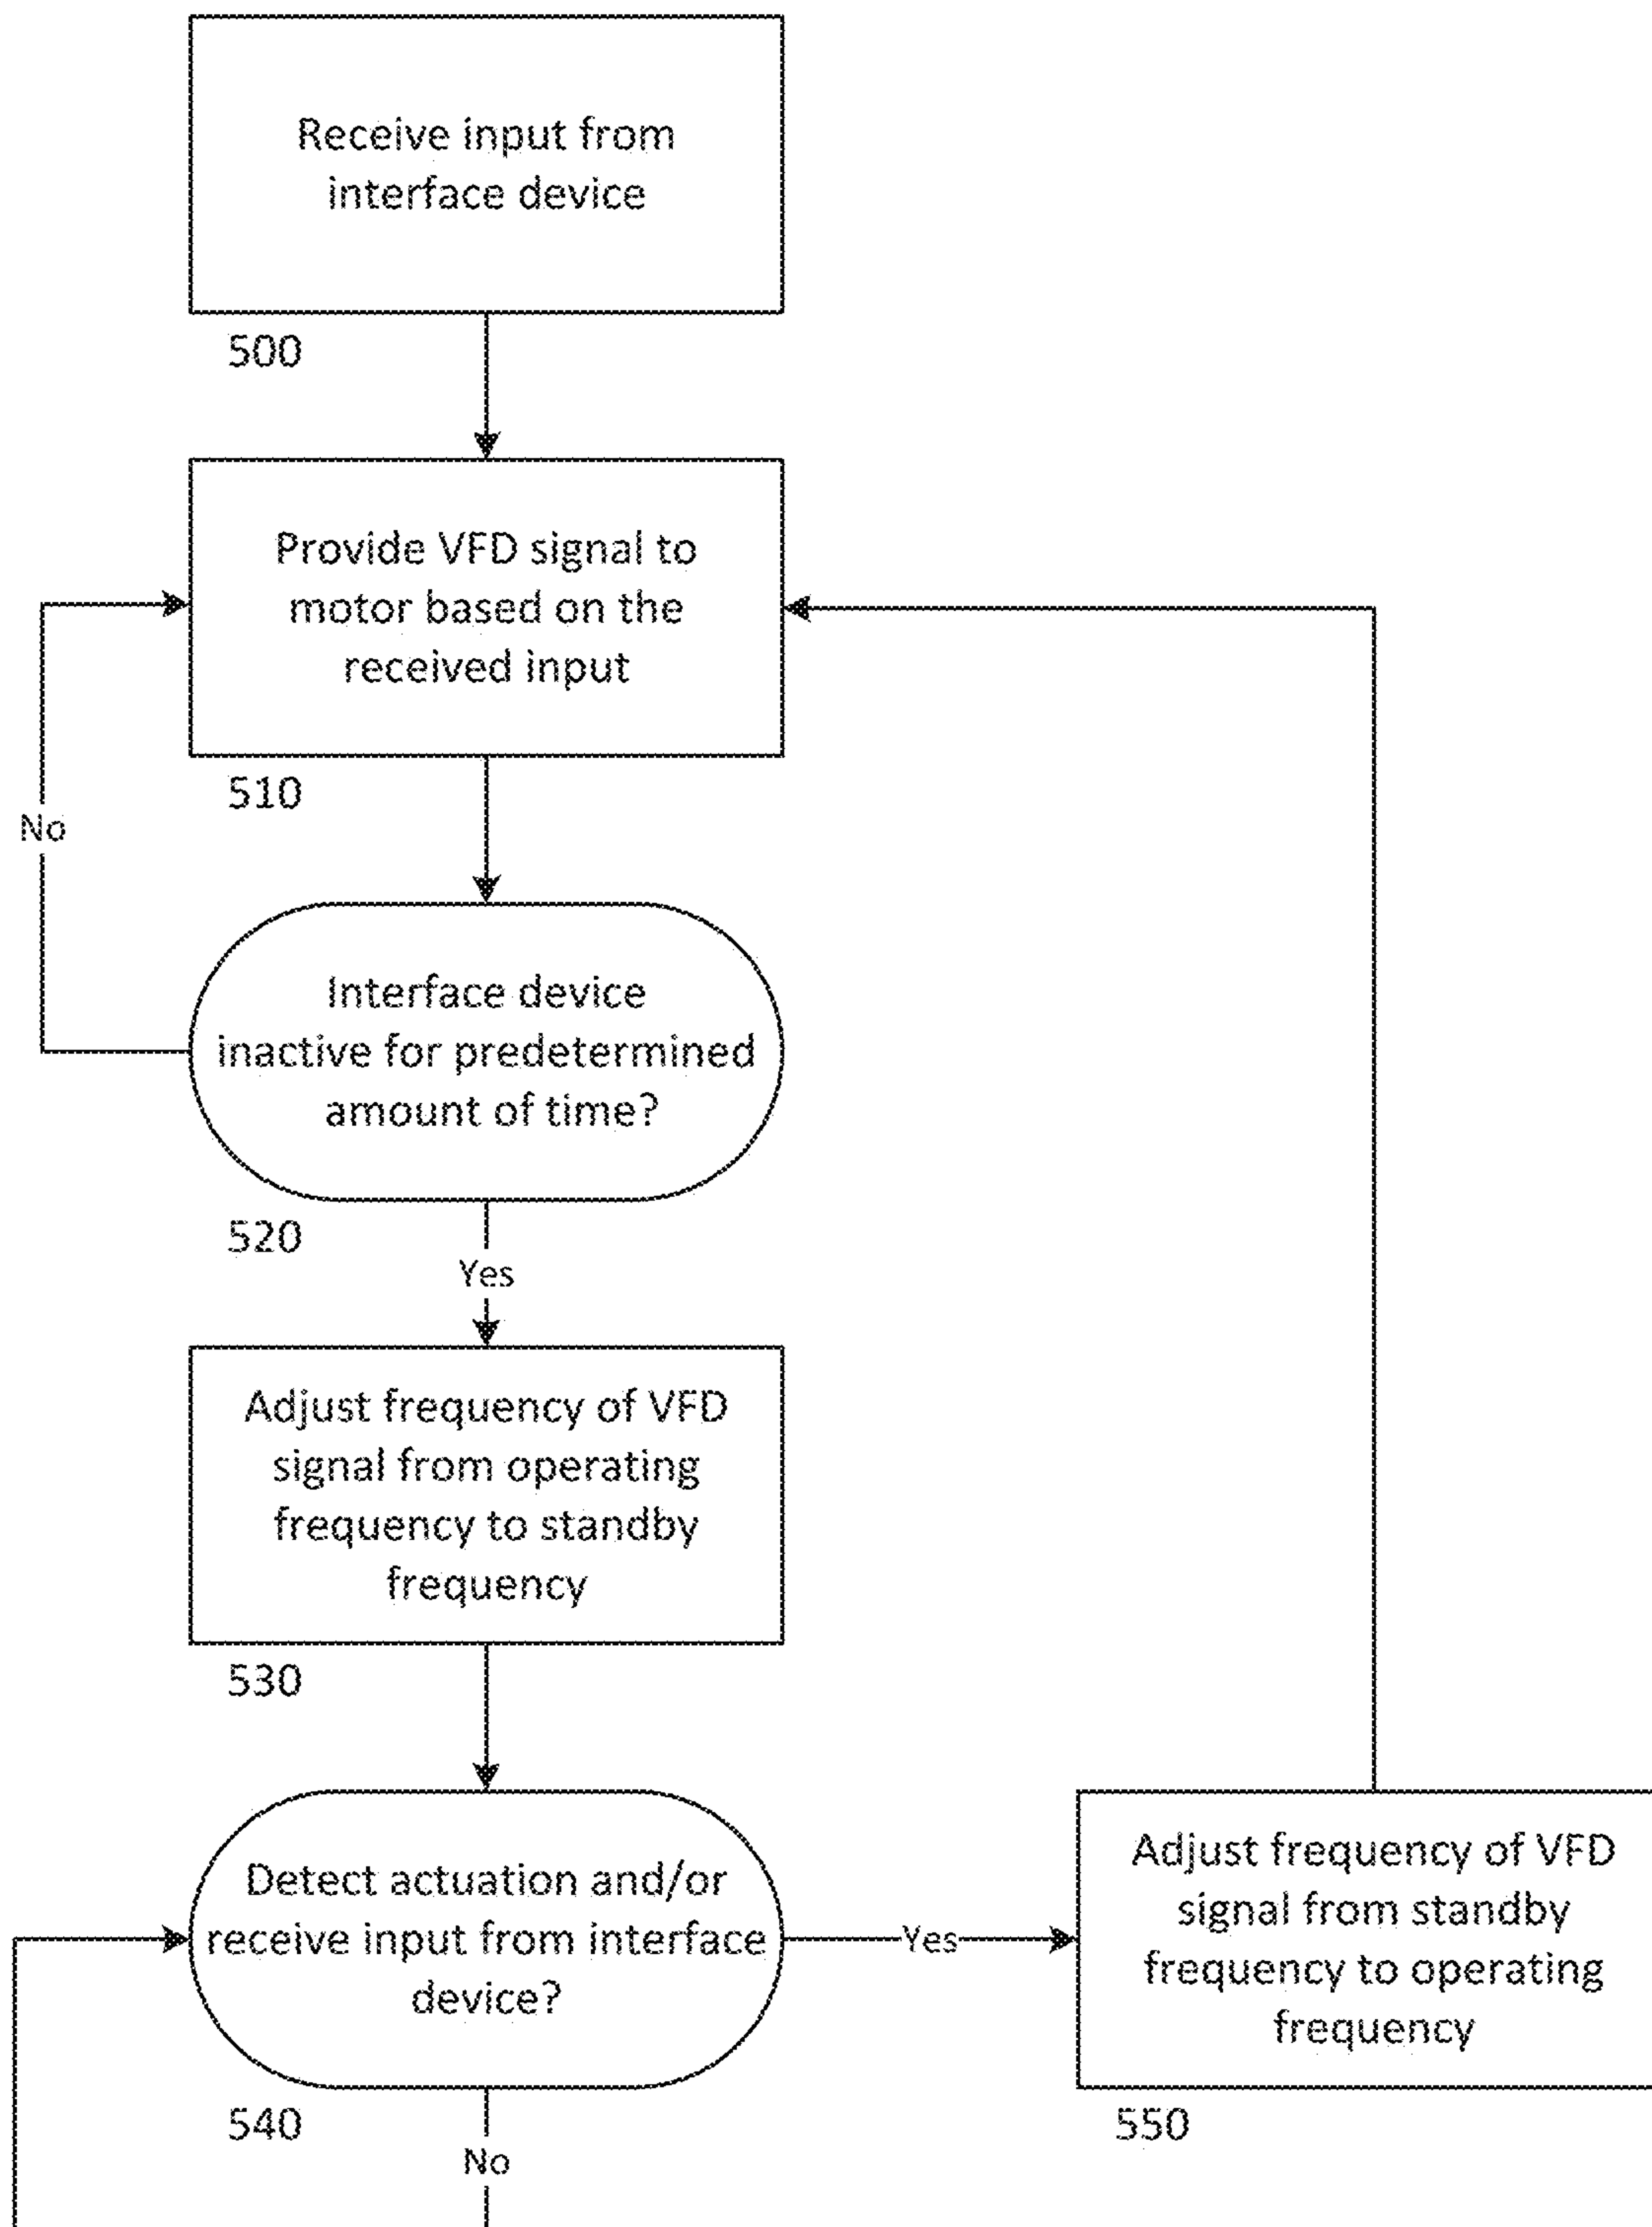 Receive input from
interface device
500
Provide VFD signal to
motor based on the
received input
510
No
Interface device
inactive for predetermined
amount of time?
520
Yes
Adjust frequency of VFD
signal from operating
frequency to standby
frequency
530
Detect actuation and/or
receive input from interface
device?
540
No
Yes
Adjust frequency of VFD
signal from standby
frequency to operating
frequency
550